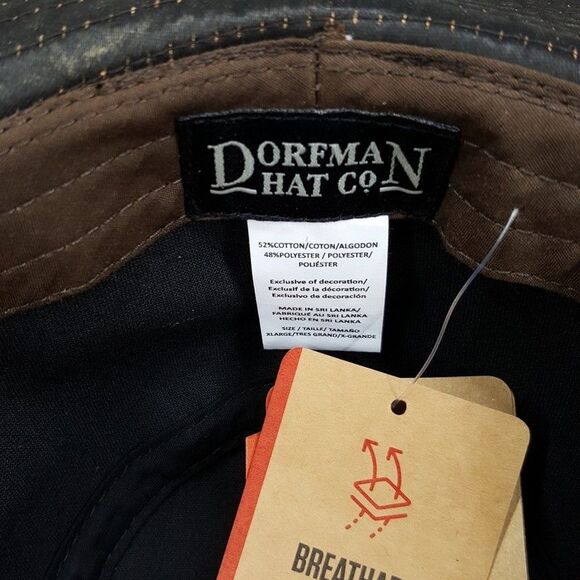 DORFMAN
HAT CO
52%COTTON/COTON/ALGODON
48%POLYESTER / POLYESTER /
POLIÉSTER
Exclusive of decoration/
Exclusif de la décoration/
Exclusivo de decoración
MADE IN SRI LANKA/
FABRIQUÉ AU SRI LANKA/
HECHO EN SRI LANKA
SIZE / TAILLE/ TAMAÑO
XLARGE/TRES GRAND/X-GRANDE